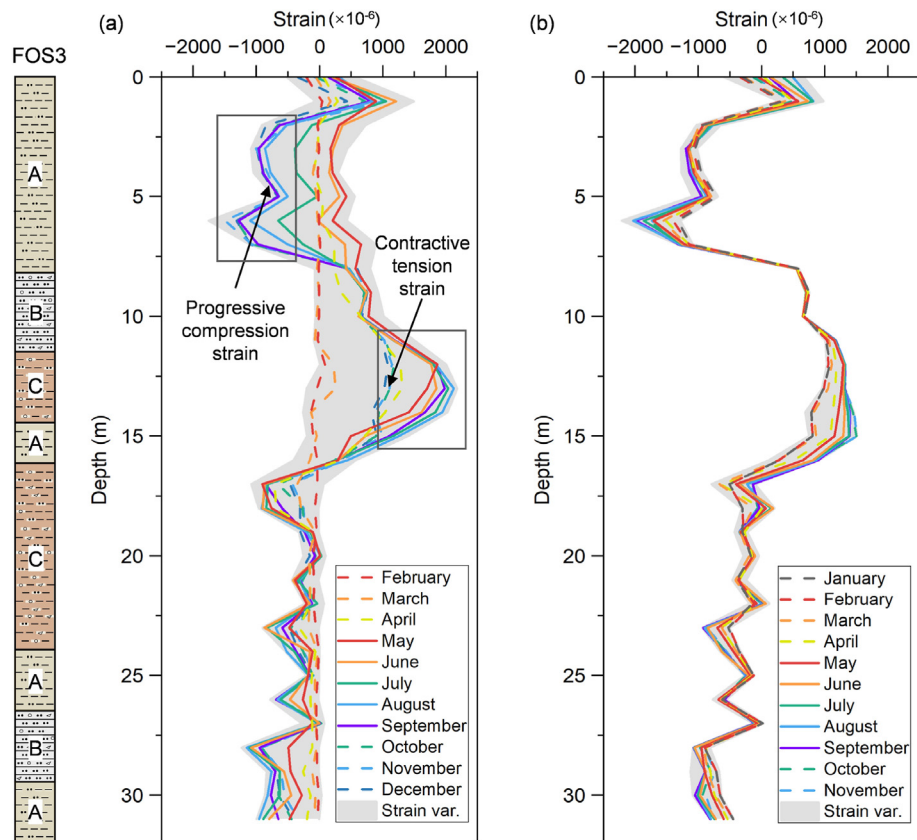 FOS3
A
B
C
A
C
A
B
A
(a)
Strain (×10⁻⁶)
−2000 −1000 0 1000 2000
0
5
10
15
20
25
30
Depth (m)
Progressive
compression
strain
Contractive
tension
strain
February
March
April
May
June
July
August
September
October
November
December
Strain var.
(b)
Strain (×10⁻⁶)
−2000 −1000 0 1000 2000
0
5
10
15
20
25
30
Depth (m)
January
February
March
April
May
June
July
August
September
October
November
Strain var.